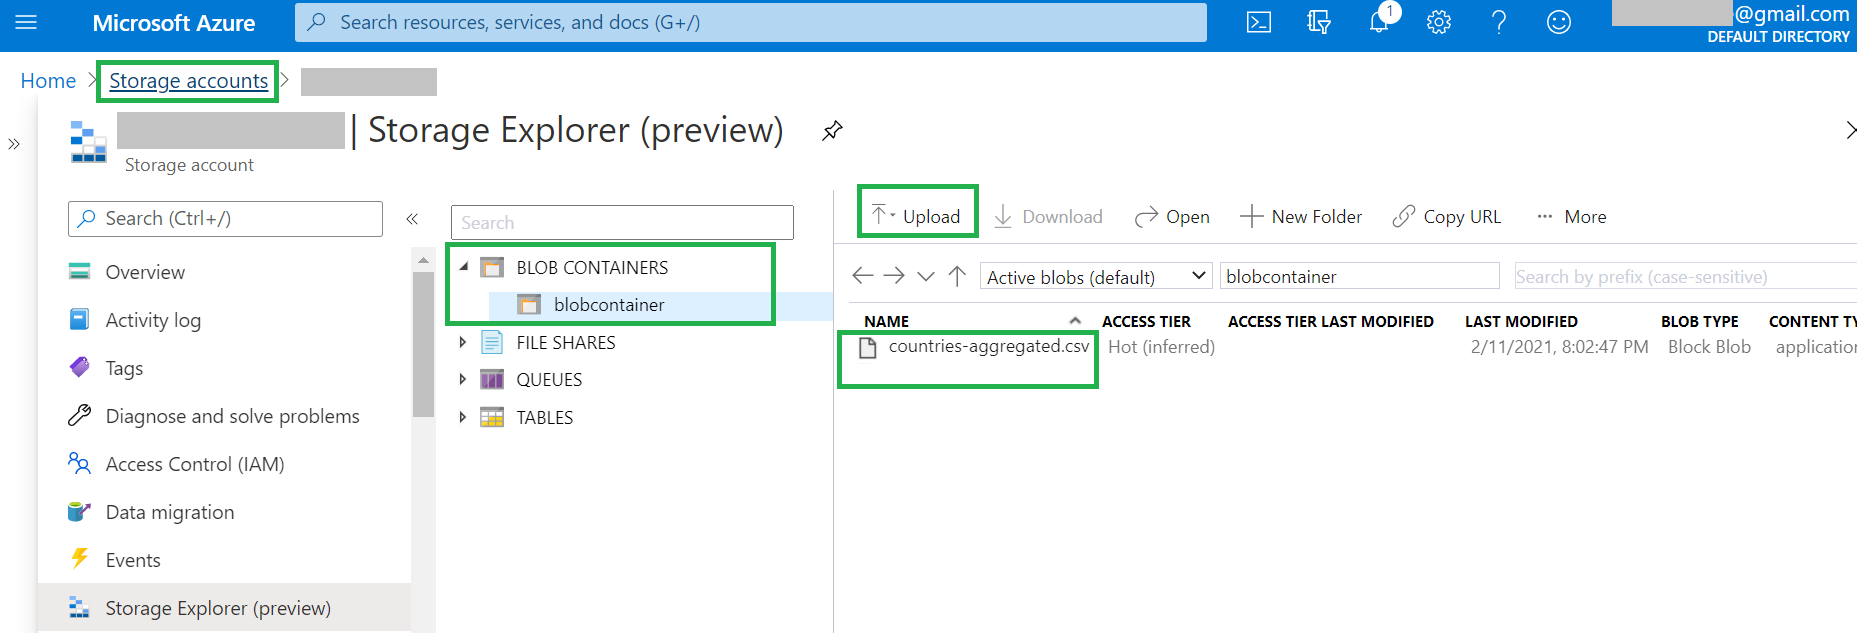 Microsoft Azure
Search resources, services, and docs (G+/)
1
@gmail.com
DEFAULT DIRECTORY
Home > Storage accounts >
| Storage Explorer (preview)
Storage account
Search (Ctrl+/)
Overview
Activity log
Tags
Diagnose and solve problems
Access Control (IAM)
Data migration
Events
Storage Explorer (preview)
Search
BLOB CONTAINERS
blobcontainer
FILE SHARES
QUEUES
TABLES
Upload Download Open New Folder Copy URL ··· More
Active blobs (default) blobcontainer Search by prefix (case-sensitive)
NAME ACCESS TIER ACCESS TIER LAST MODIFIED LAST MODIFIED BLOB TYPE CONTENT TY
countries-aggregated.csv Hot (inferred) 2/11/2021, 8:02:47 PM Block Blob application